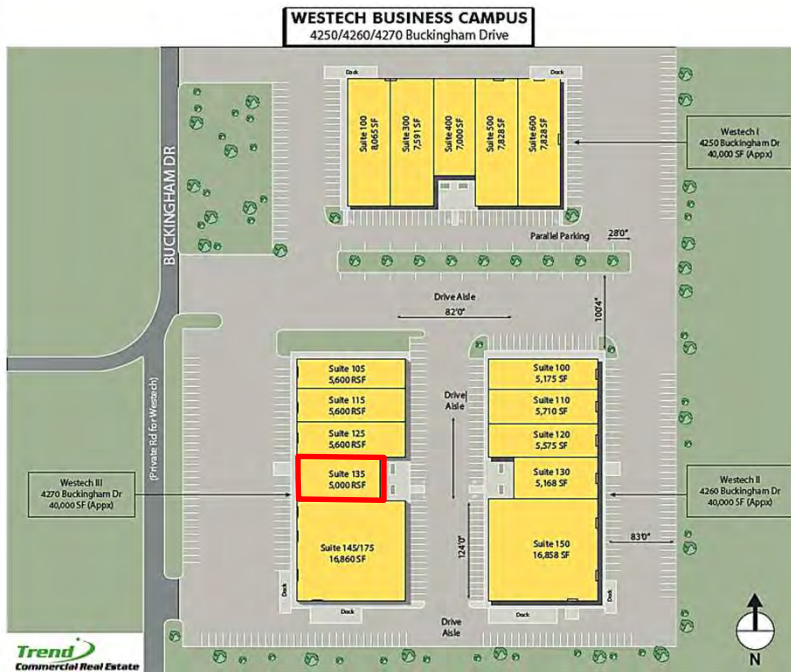 WESTECH BUSINESS CAMPUS
4250/4260/4270 Buckingham Drive
Dock
Dock
Suite 100
8,065 SF
Suite 300
7,591 SF
Suite 400
7,000 SF
Suite 500
7,828 SF
Suite 600
7,828 SF
Westech I
4250 Buckingham Dr
40,000 SF (Appx)
BUCKINGHAM DR
Parallel Parking
28'0"
Drive Aisle
82'0"
100'4"
(Private Rd for Westech)
Suite 105
5,600 RSF
Suite 115
5,600 RSF
Suite 125
5,600 RSF
Suite 135
5,000 RSF
Suite 145/175
16,860 SF
Drive
Aisle
Suite 100
5,175 SF
Suite 110
5,710 SF
Suite 120
5,575 SF
Suite 130
5,168 SF
Suite 150
16,858 SF
Westech III
4270 Buckingham Dr
40,000 SF (Appx)
Westech II
4260 Buckingham Dr
40,000 SF (Appx)
124'0"
83'0"
Dock
Dock
Dock
Dock
Drive
Aisle
Trend
Commercial Real Estate
N